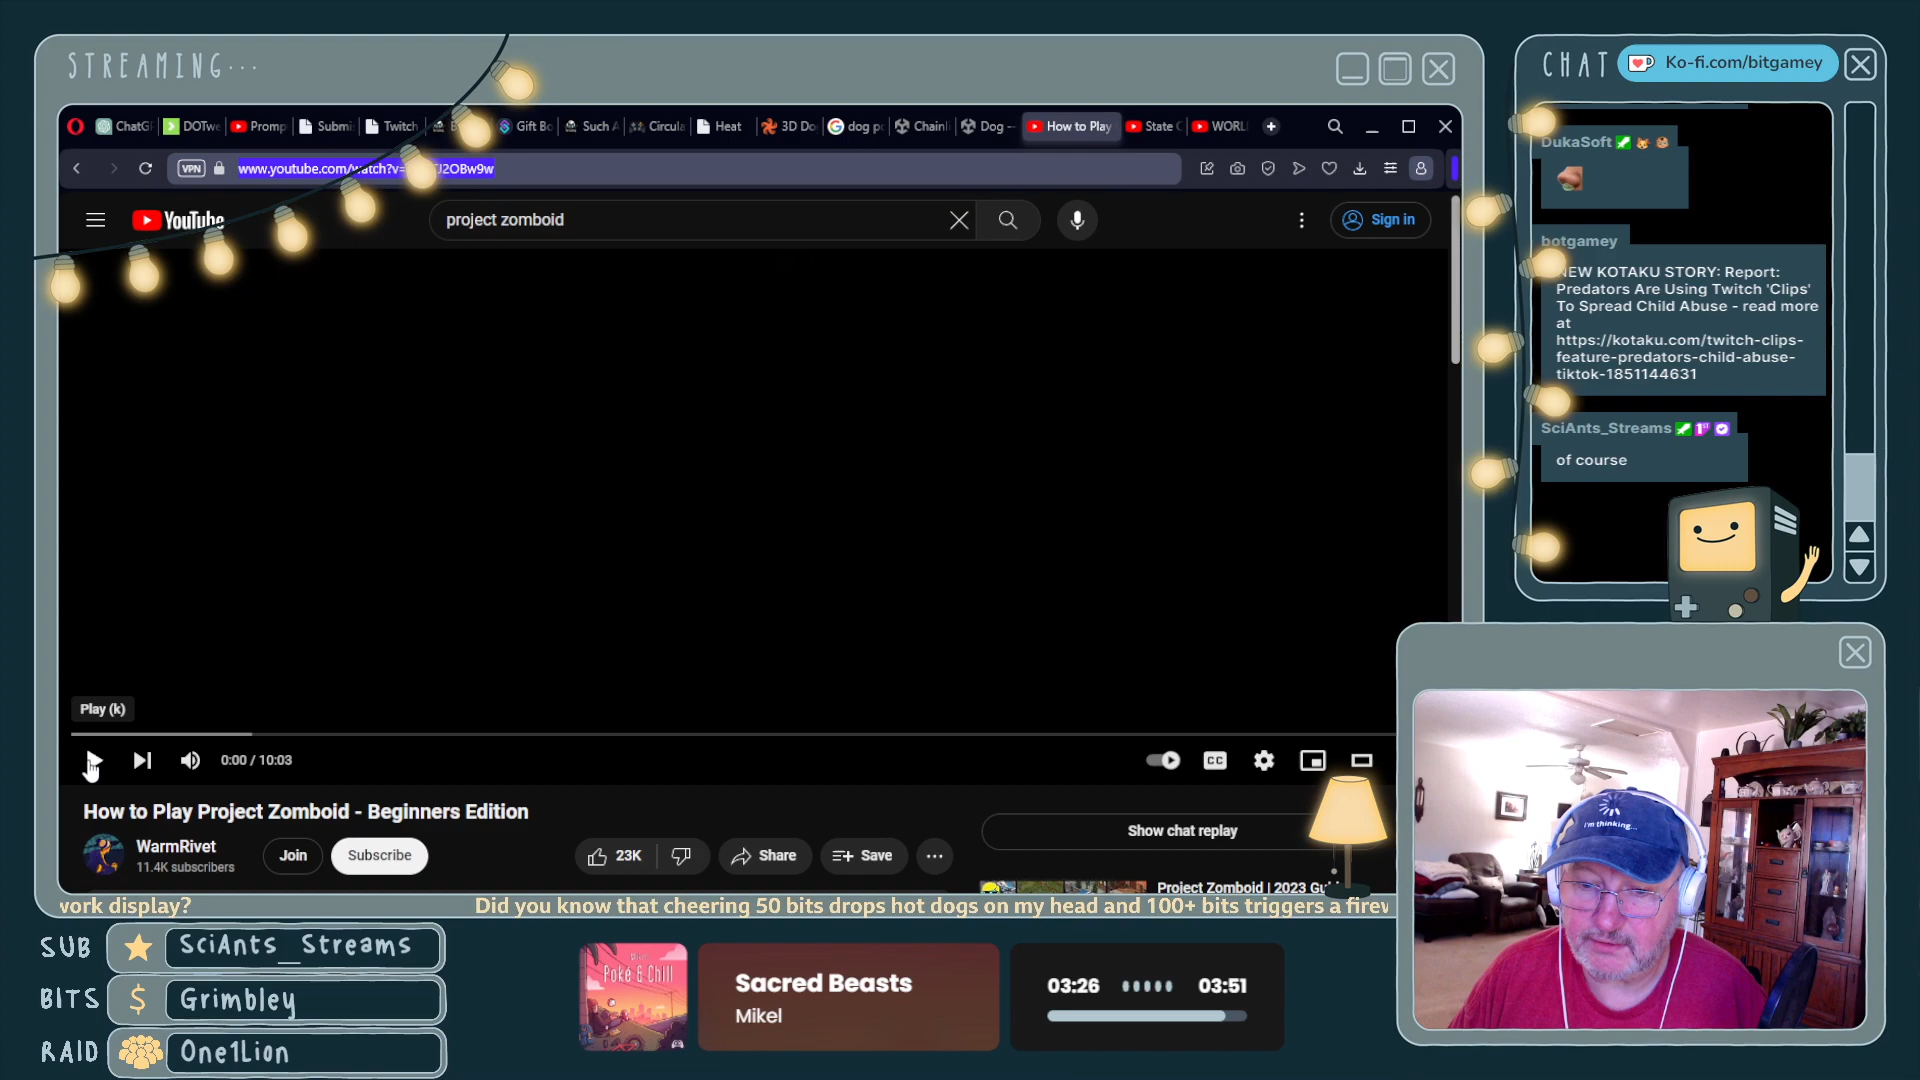 STREAMING...
CHAT
Ko-fi.com/bitgamey
ChatG
DOTw
Promp
Submi
Twitch
Gift Bo
Such A
Circula
Heat
3D Do
dog p
Chainl
Dog --
How to Play
State
WORL
VPN
www.youtube.com/watch?v=
J2OBw9w
YouTube
project zomboid
Sign in
DukaSoft
botgamey
NEW KOTAKU STORY: Report:
Predators Are Using Twitch 'Clips'
To Spread Child Abuse - read more
at
https://kotaku.com/twitch-clips-
feature-predators-child-abuse-
tiktok-1851144631
SciAnts_Streams
of course
Play (k)
0:00 / 10:03
CC
How to Play Project Zomboid - Beginners Edition
WarmRivet
11.4K subscribers
Join
Subscribe
23K
Share
Save
Show chat replay
Project Zomboid | 2023 Gui
work display?
Did you know that cheering 50 bits drops hot dogs on my head and 100+ bits triggers a firew
i'm thinking...
SUB
SciAnts_Streams
BITS
$
Grimbley
RAID
One1Lion
Poké & Chill
Sacred Beasts
Mikel
03:26
03:51